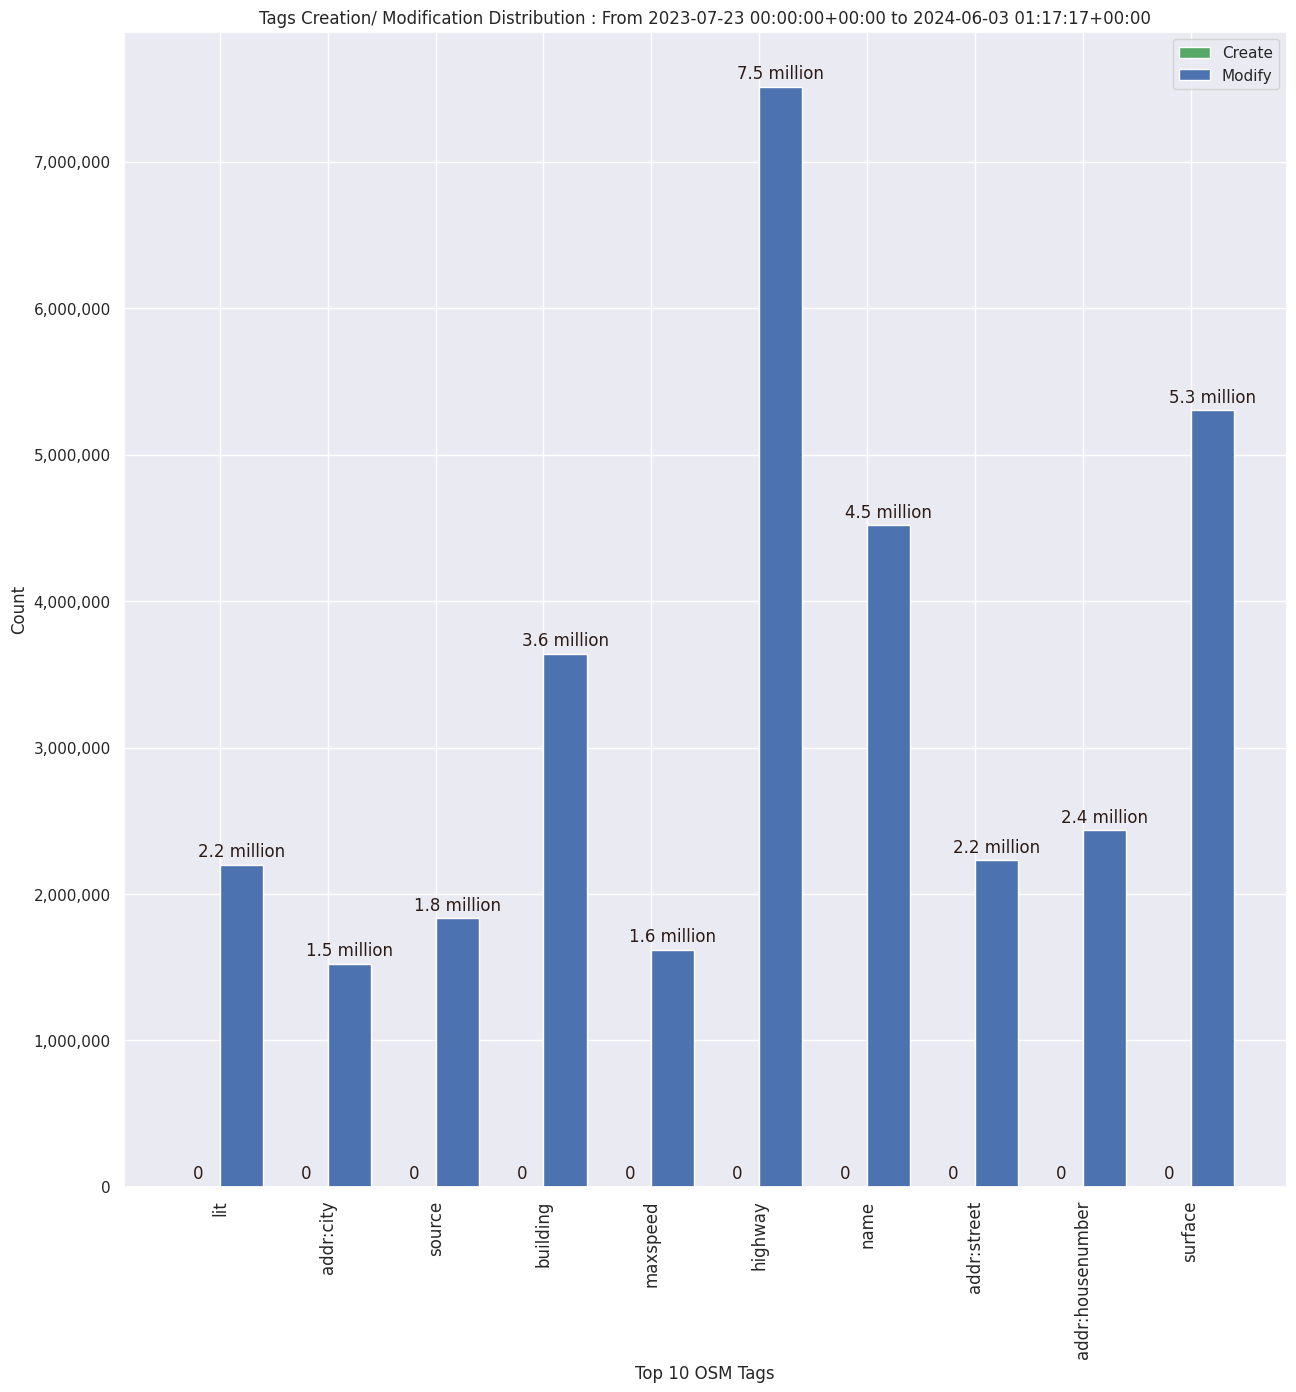 Tags Creation/ Modification Distribution : From 2023-07-23 00:00:00+00:00 to 2024-06-03 01:17:17+00:00
Create
Modify
7.5 million
7,000,000
6,000,000
5.3 million
5,000,000
4.5 million
4,000,000
Count
3.6 million
3,000,000
2.4 million
2.2 million
2.2 million
2,000,000
1.8 million
1.6 million
1.5 million
1,000,000
0 0 0 0 0 0 0 0 0 0
0
lit
addr:city
source
building
maxspeed
highway
name
addr:street
addr:housenumber
surface
Top 10 OSM Tags